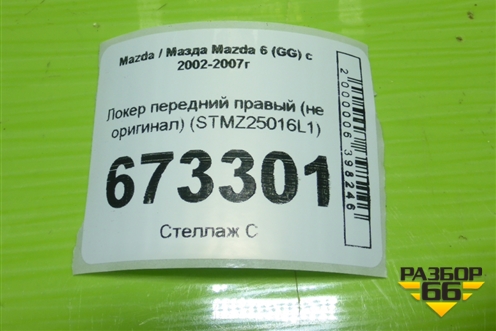 Mazda / Мазда Mazda 6 (GG) с
2002-2007г
Локер передний правый (не
оригинал) (STMZ25016L1)
673301
Стеллаж С
2000006398246
РАЗБОР
66